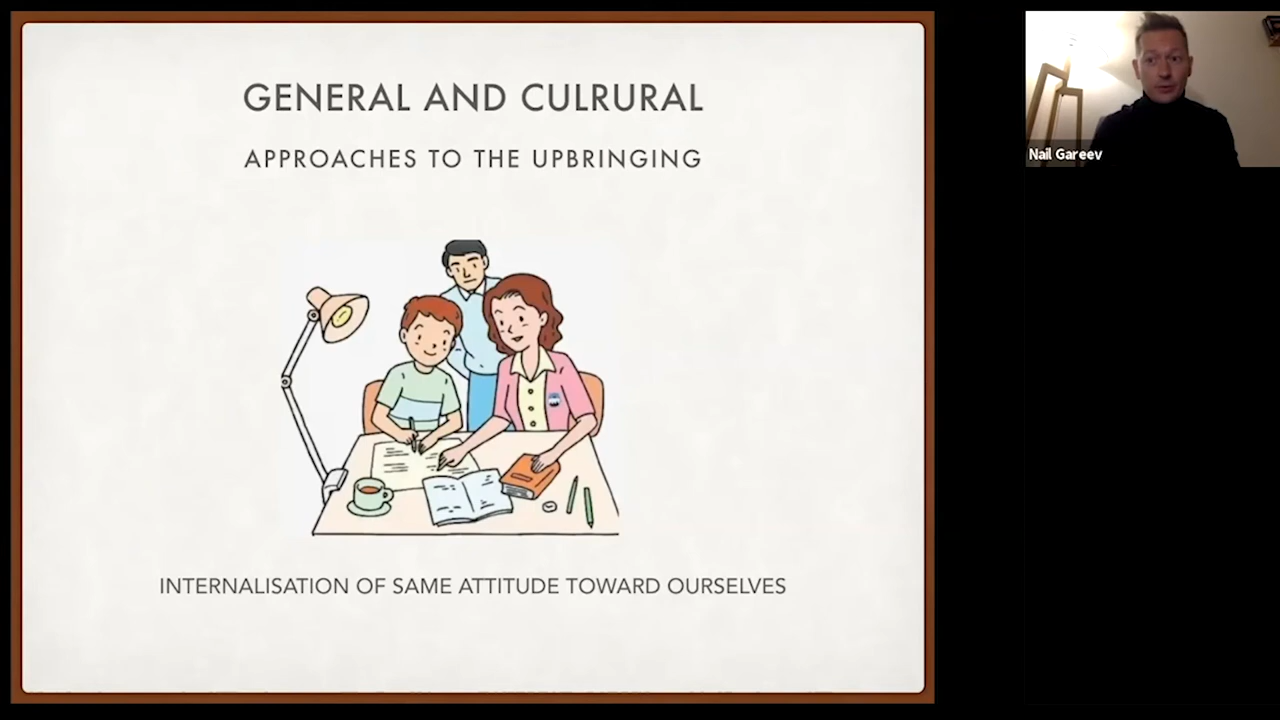 GENERAL AND CULRURAL
APPROACHES TO THE UPBRINGING
INTERNALISATION OF SAME ATTITUDE TOWARD OURSELVES
Nail Gareev